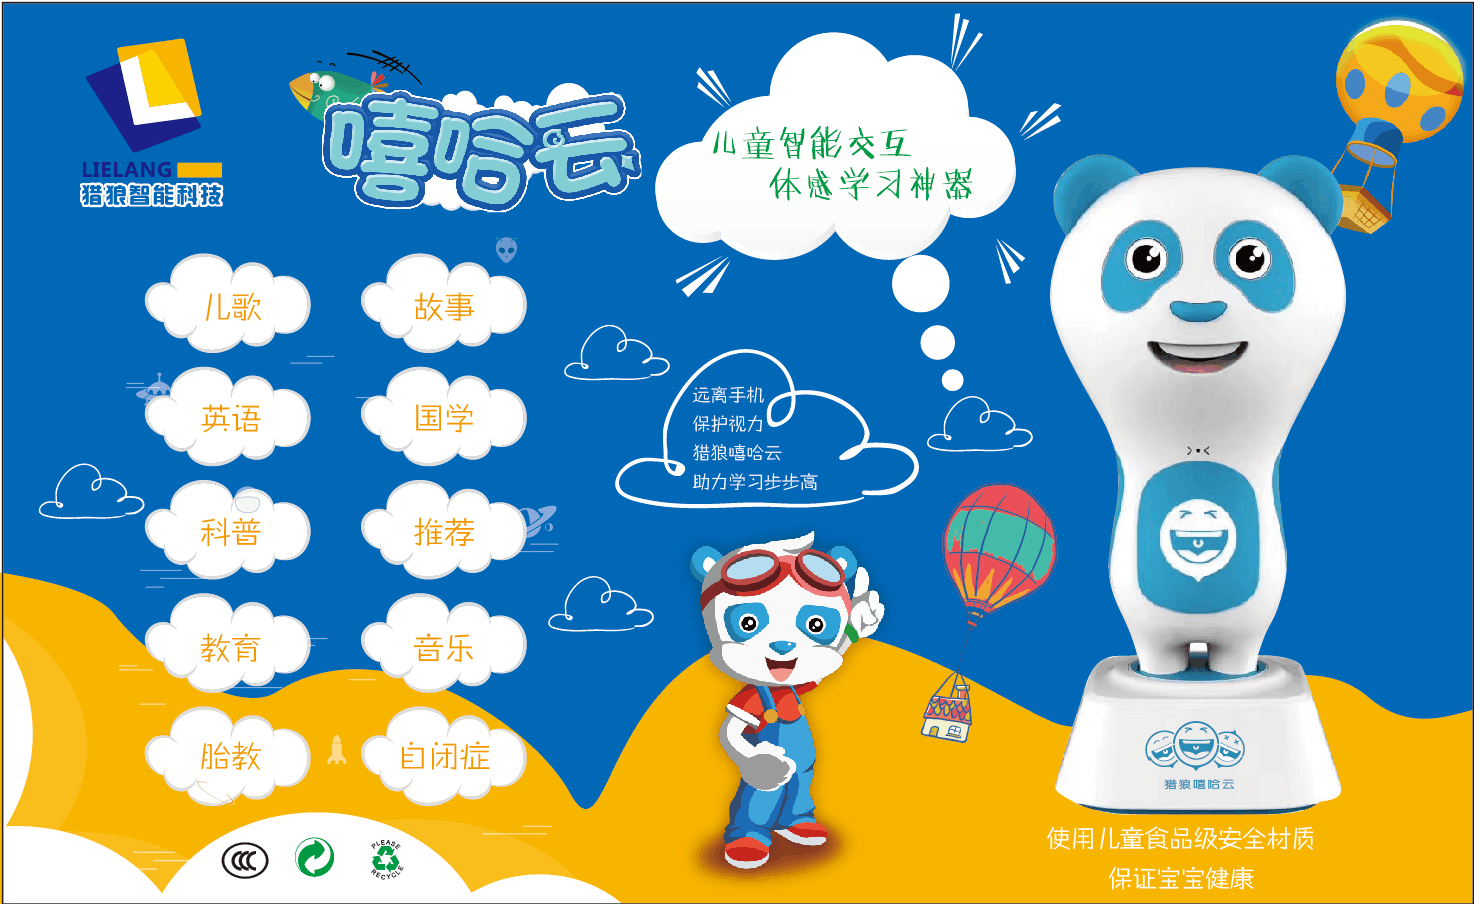 LIELANG
猎狼智能科技
嘻哈云
儿童智能交互
体感学习神器
儿歌
故事
英语
国学
科普
推荐
教育
音乐
胎教
自闭症
远离手机
保护视力
猎狼嘻哈云
助力学习步步高
猎狼嘻哈云
使用儿童食品级安全材质
保证宝宝健康
CCC
PLEASE
RECYCLE